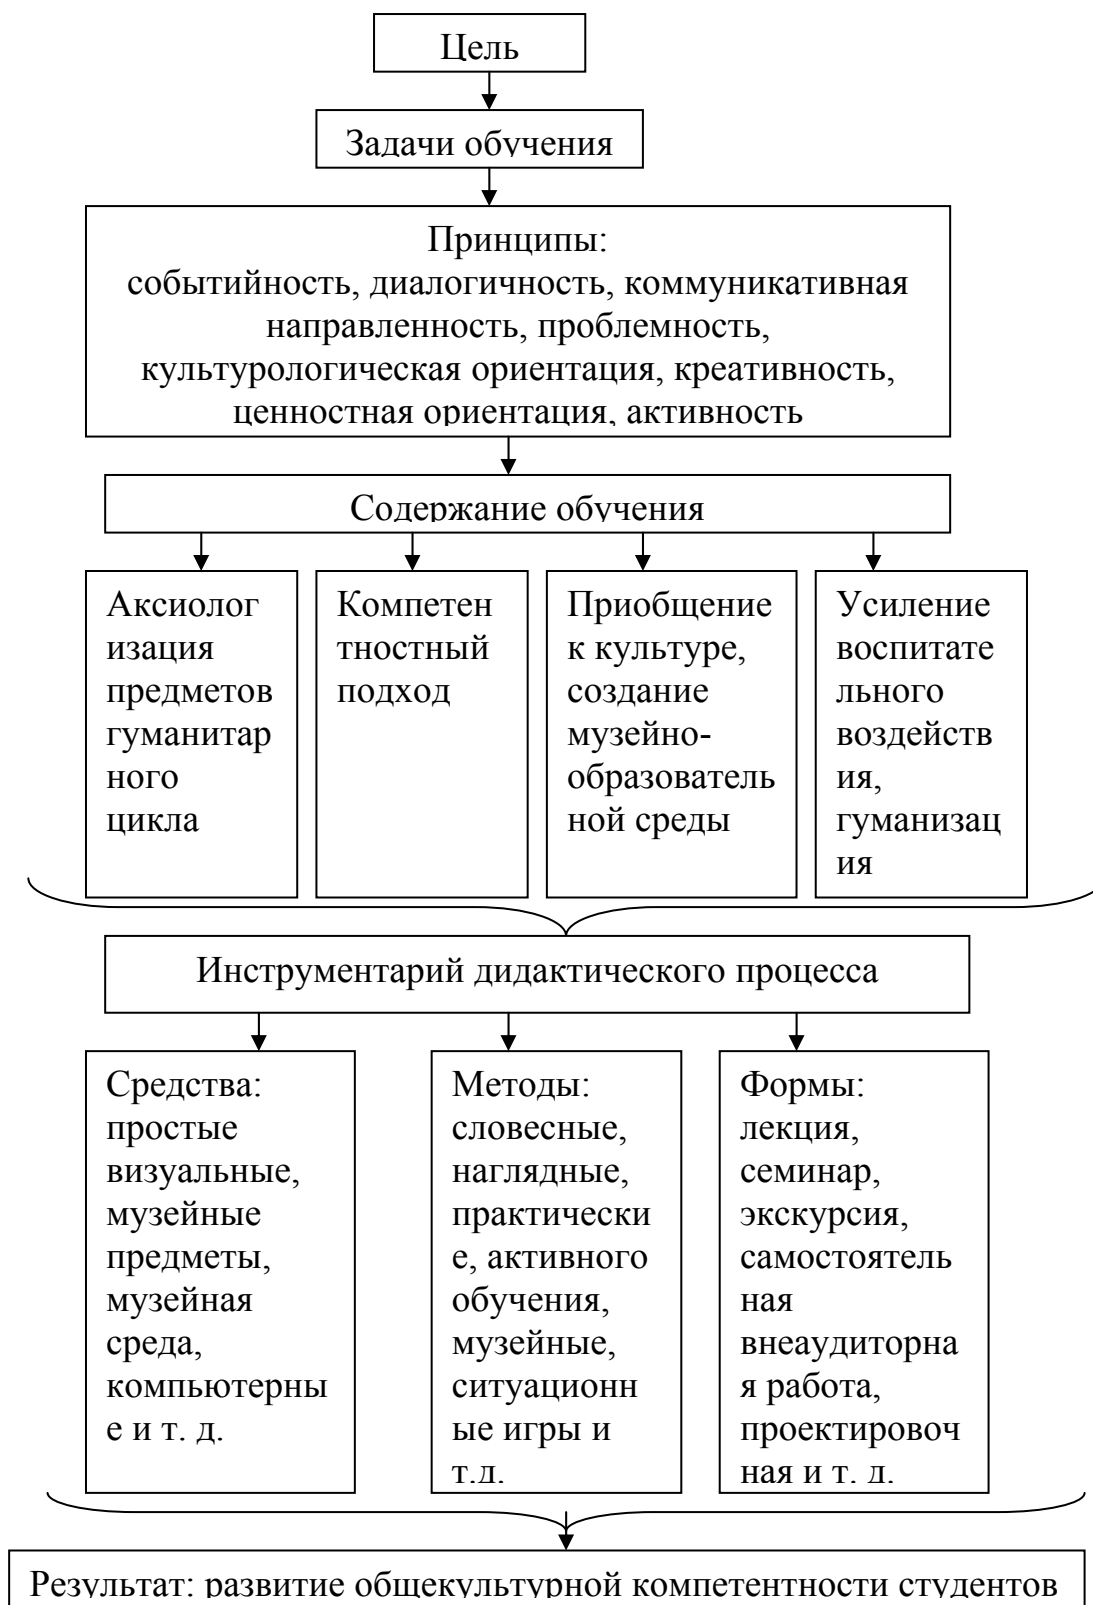 Цель
Задачи обучения
Принципы:
событийность, диалогичность, коммуникативная
направленность, проблемность,
культурологическая ориентация, креативность,
ценностная ориентация, активность
Содержание обучения
Аксиолог
изация
предметов
гуманитар
ного
цикла
Компетен
тностный
подход
Приобщение
к культуре,
создание
музейно-
образователь
ной среды
Усиление
воспитате
льного
воздейств
ия,
гуманизац
ия
Инструментарий дидактического процесса
Средства:
простые
визуальные,
музейные
предметы,
музейная
среда,
компьютерны
е и т. д.
Методы:
словесные,
наглядные,
практически
е, активного
обучения,
музейные,
ситуационн
ые игры и
т.д.
Формы:
лекция,
семинар,
экскурсия,
самостоятель
ная
внеаудиторна
я работа,
проектировоч
ная и т. д.
Результат: развитие общекультурной компетентности студентов